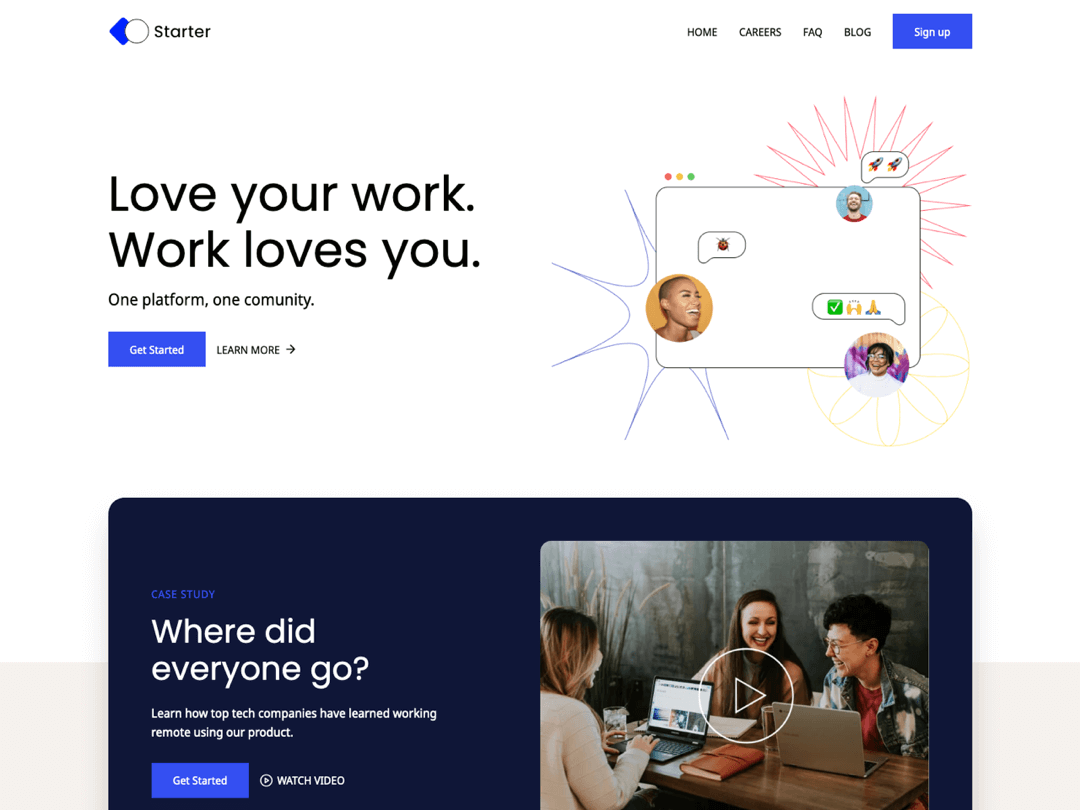 Starter
HOME CAREERS FAQ BLOG Sign up
Love your work.
Work loves you.
One platform, one comunity.
Get Started LEARN MORE →
CASE STUDY
Where did
everyone go?
Learn how top tech companies have learned working
remote using our product.
Get Started WATCH VIDEO